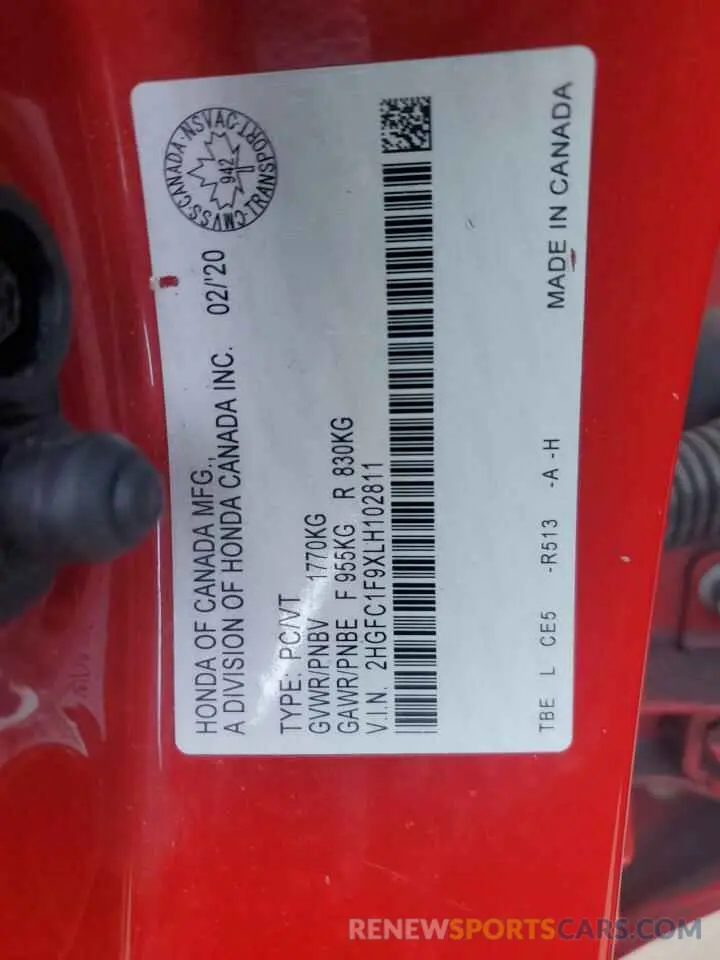 HONDA OF CANADA MFG.,
A DIVISION OF HONDA CANADA INC. 02/'20
CMVSS·CANADA·NSVAC·TRANSPORT
942
TYPE: PC/VT
GVWR/PNBV 1770KG
GAWR/PNBE F 955KG R 830KG
V.I.N. 2HGFC1F9XLH102811
TBE L CE5 -R513 -A -H MADE IN CANADA
RENEWSPORTSCARS.COM